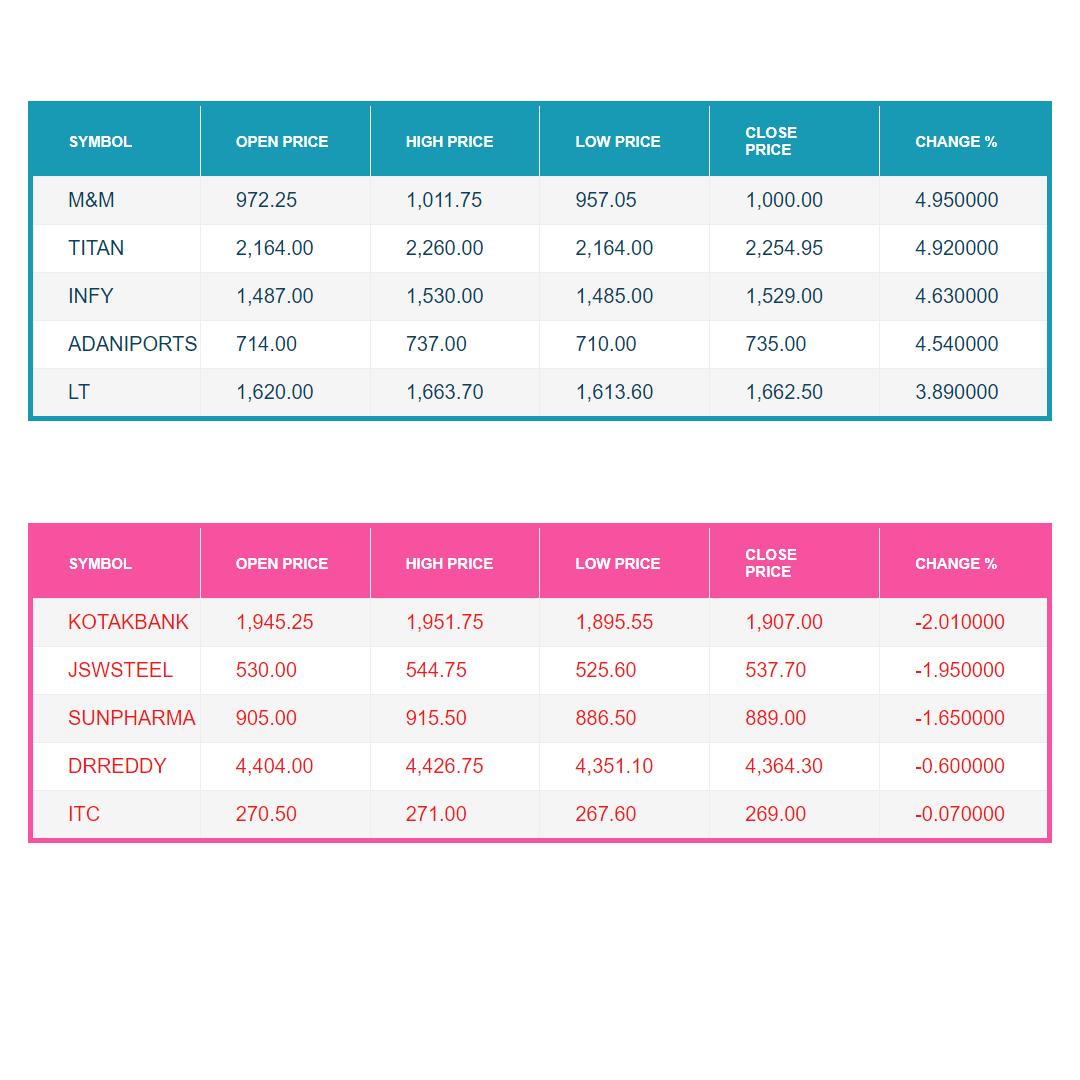 SYMBOL OPEN PRICE HIGH PRICE LOW PRICE CLOSE PRICE CHANGE %
M&M 972.25 1,011.75 957.05 1,000.00 4.950000
TITAN 2,164.00 2,260.00 2,164.00 2,254.95 4.920000
INFY 1,487.00 1,530.00 1,485.00 1,529.00 4.630000
ADANIPORTS 714.00 737.00 710.00 735.00 4.540000
LT 1,620.00 1,663.70 1,613.60 1,662.50 3.890000
SYMBOL OPEN PRICE HIGH PRICE LOW PRICE CLOSE PRICE CHANGE %
KOTAKBANK 1,945.25 1,951.75 1,895.55 1,907.00 -2.010000
JSWSTEEL 530.00 544.75 525.60 537.70 -1.950000
SUNPHARMA 905.00 915.50 886.50 889.00 -1.650000
DRREDDY 4,404.00 4,426.75 4,351.10 4,364.30 -0.600000
ITC 270.50 271.00 267.60 269.00 -0.070000